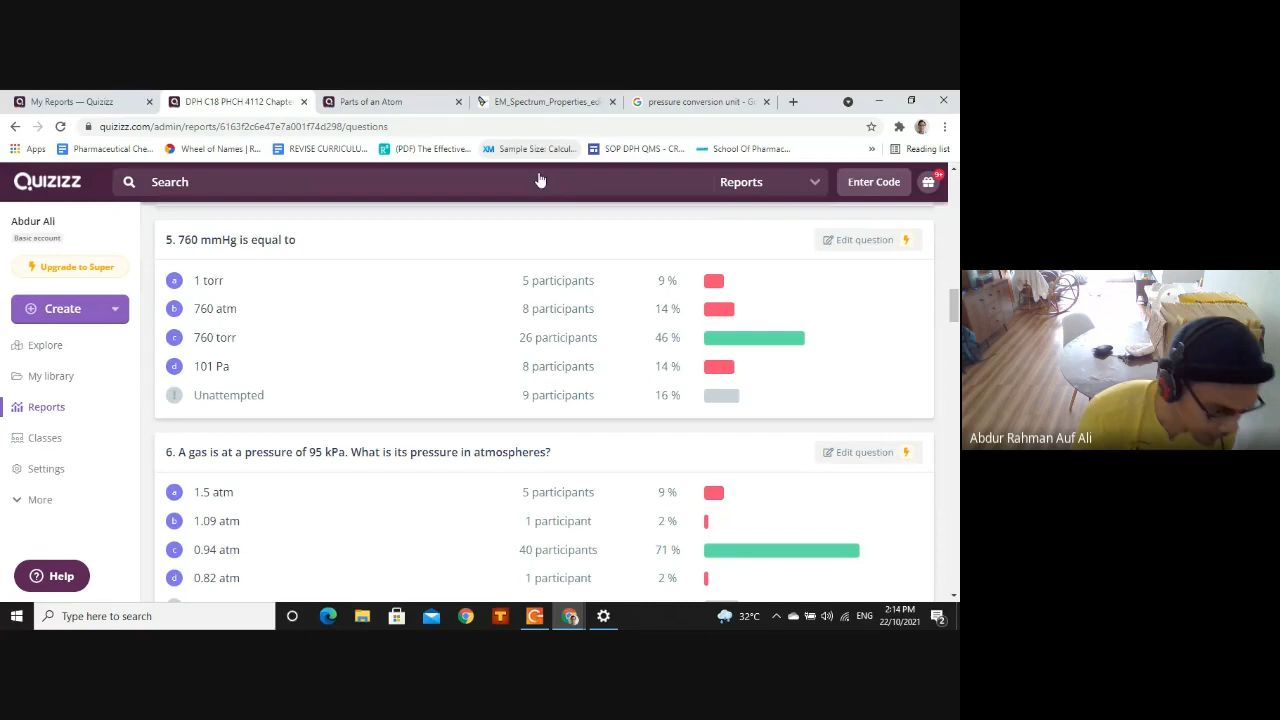 My Reports — Quizizz
DPH C18 PHCH 4112 Chapte
Parts of an Atom
EM_Spectrum_Properties_ed
pressure conversion unit - G
quizizz.com/admin/reports/6163f2c6e47e7a001f74d298/questions
Apps
Pharmaceutical Che...
Wheel of Names | R...
REVISE CURRICULU...
(PDF) The Effective...
XM Sample Size: Calcul...
SOP DPH QMS - CR...
School Of Pharmac...
»
Reading list
QUIZIZZ
Search
Reports
Enter Code
9+
Abdur Ali
Basic account
Upgrade to Super
Create
Explore
My library
Reports
Classes
Settings
More
Help
5. 760 mmHg is equal to
Edit question
a 1 torr 5 participants 9 %
b 760 atm 8 participants 14 %
c 760 torr 26 participants 46 %
d 101 Pa 8 participants 14 %
! Unattempted 9 participants 16 %
6. A gas is at a pressure of 95 kPa. What is its pressure in atmospheres?
Edit question
a 1.5 atm 5 participants 9 %
b 1.09 atm 1 participant 2 %
c 0.94 atm 40 participants 71 %
d 0.82 atm 1 participant 2 %
Type here to search
32°C
ENG
2:14 PM
22/10/2021
2
Abdur Rahman Auf Ali